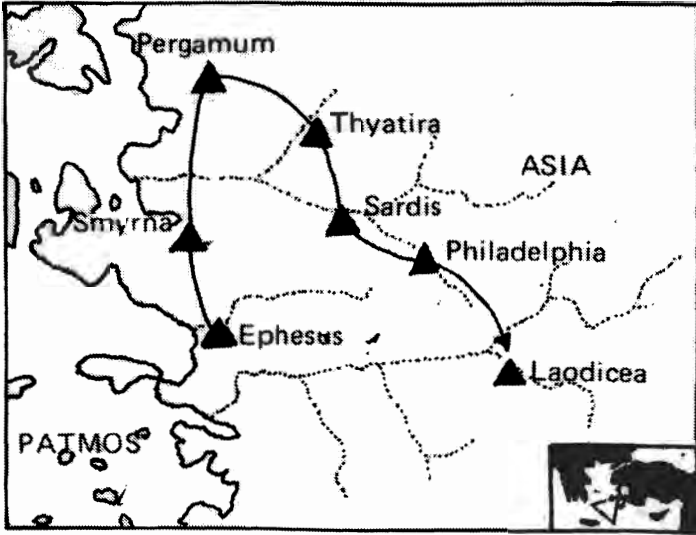 Pergamum
Thyatira
ASIA
Sardis
Smyrna
Philadelphia
Ephesus
Laodicea
PATMOS